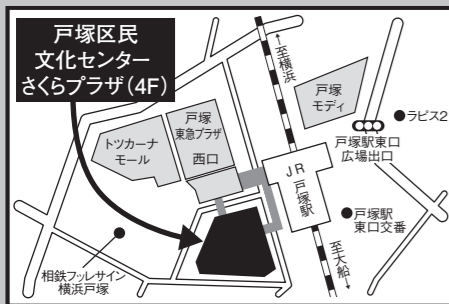 戸塚区民
文化センター
さくらプラザ(4F)
←至横浜
戸塚
モディ
●ラピス2
戸塚駅東口
広場出口
戸塚
東急プラザ
西口
トツカーナ
モール
JR
戸塚駅
●戸塚駅
東口交番
至大船→
相鉄フレッサイン
横浜戸塚